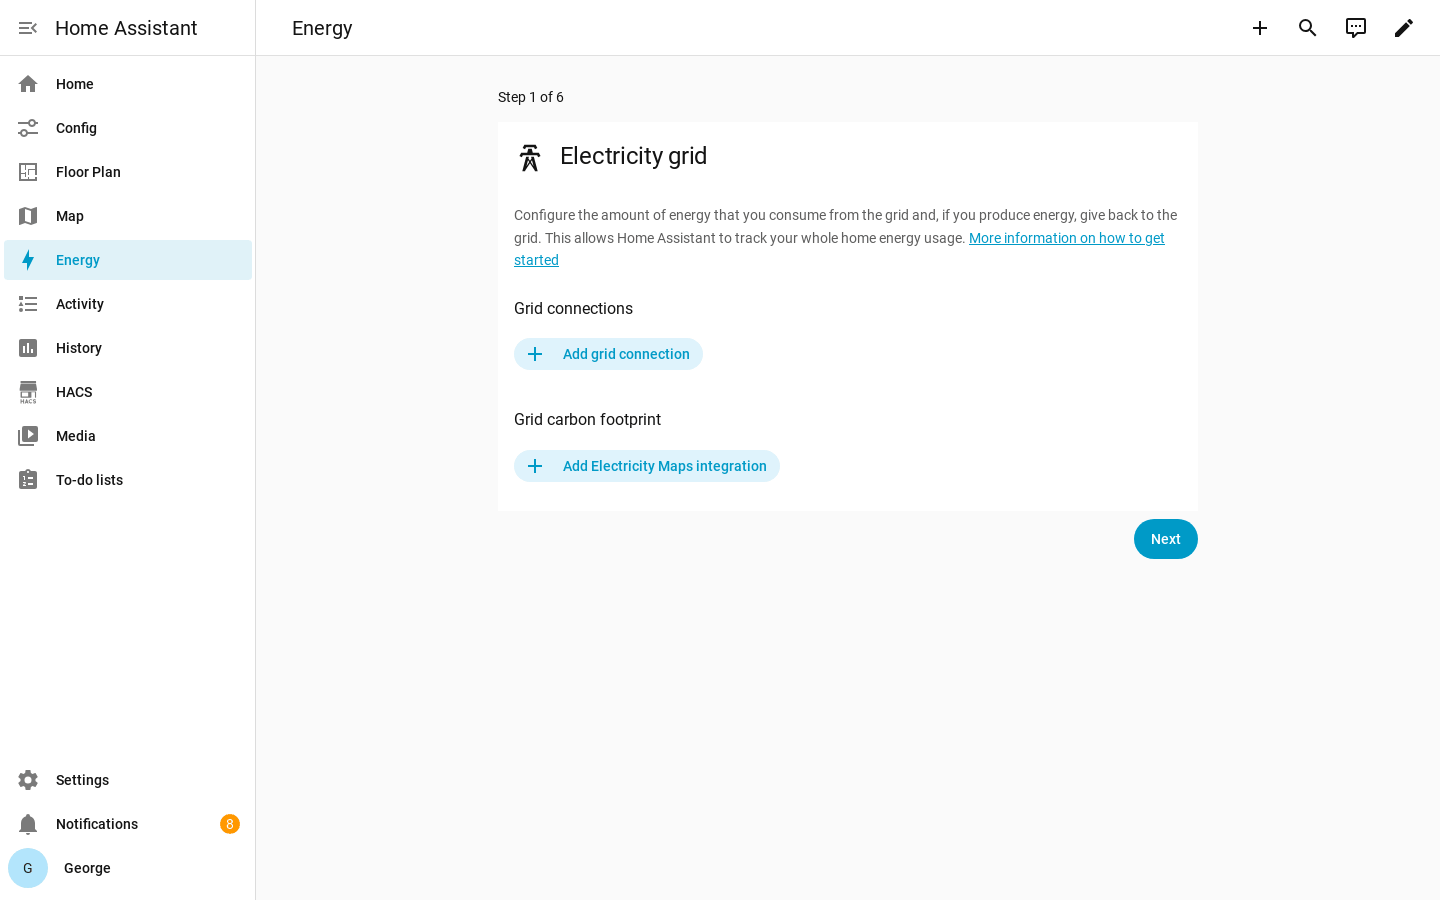 Home Assistant
Energy
Home
Config
Floor Plan
Map
Energy
Activity
History
HACS
HACS
Media
To-do lists
Settings
Notifications
8
G
George
Step 1 of 6
Electricity grid
Configure the amount of energy that you consume from the grid and, if you produce energy, give back to the
grid. This allows Home Assistant to track your whole home energy usage. More information on how to get
started
Grid connections
Add grid connection
Grid carbon footprint
Add Electricity Maps integration
Next